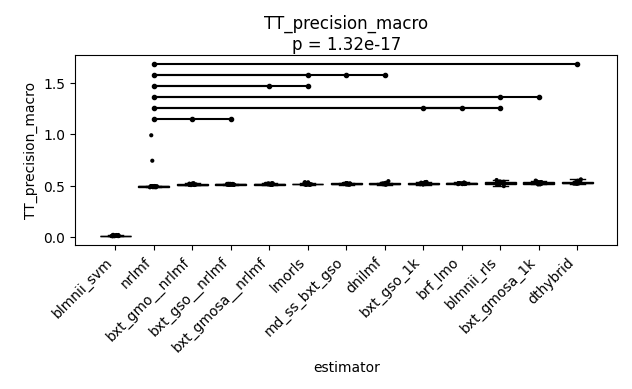 TT_precision_macro
p = 1.32e-17
TT_precision_macro
1.5
1.0
0.5
0.0
blmnii_svm
nrlmf
bxt_gmo__nrlmf
bxt_gso__nrlmf
bxt_gmosa__nrlmf
lmorls
md_ss_bxt_gso
dnilmf
bxt_gso_1k
brf_lmo
blmnii_rls
bxt_gmosa_1k
dthybrid
estimator